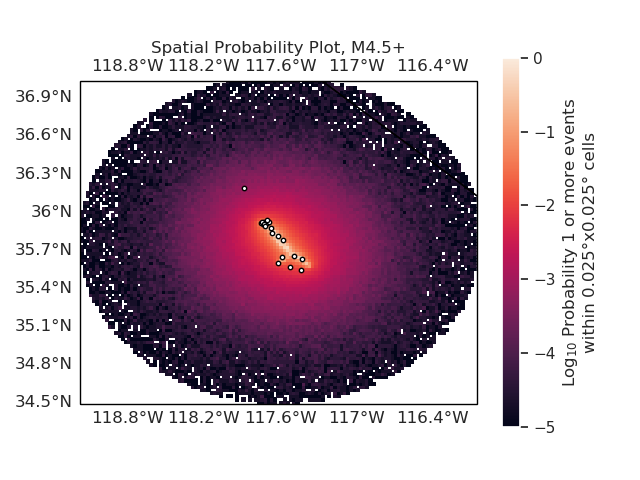 Spatial Probability Plot, M4.5+
118.8°W 118.2°W 117.6°W 117°W 116.4°W
36.9°N
36.6°N
36.3°N
36°N
35.7°N
35.4°N
35.1°N
34.8°N
34.5°N
118.8°W 118.2°W 117.6°W 117°W 116.4°W
0
−1
−2
−3
−4
−5
Log₁₀ Probability 1 or more events
within 0.025°x0.025° cells